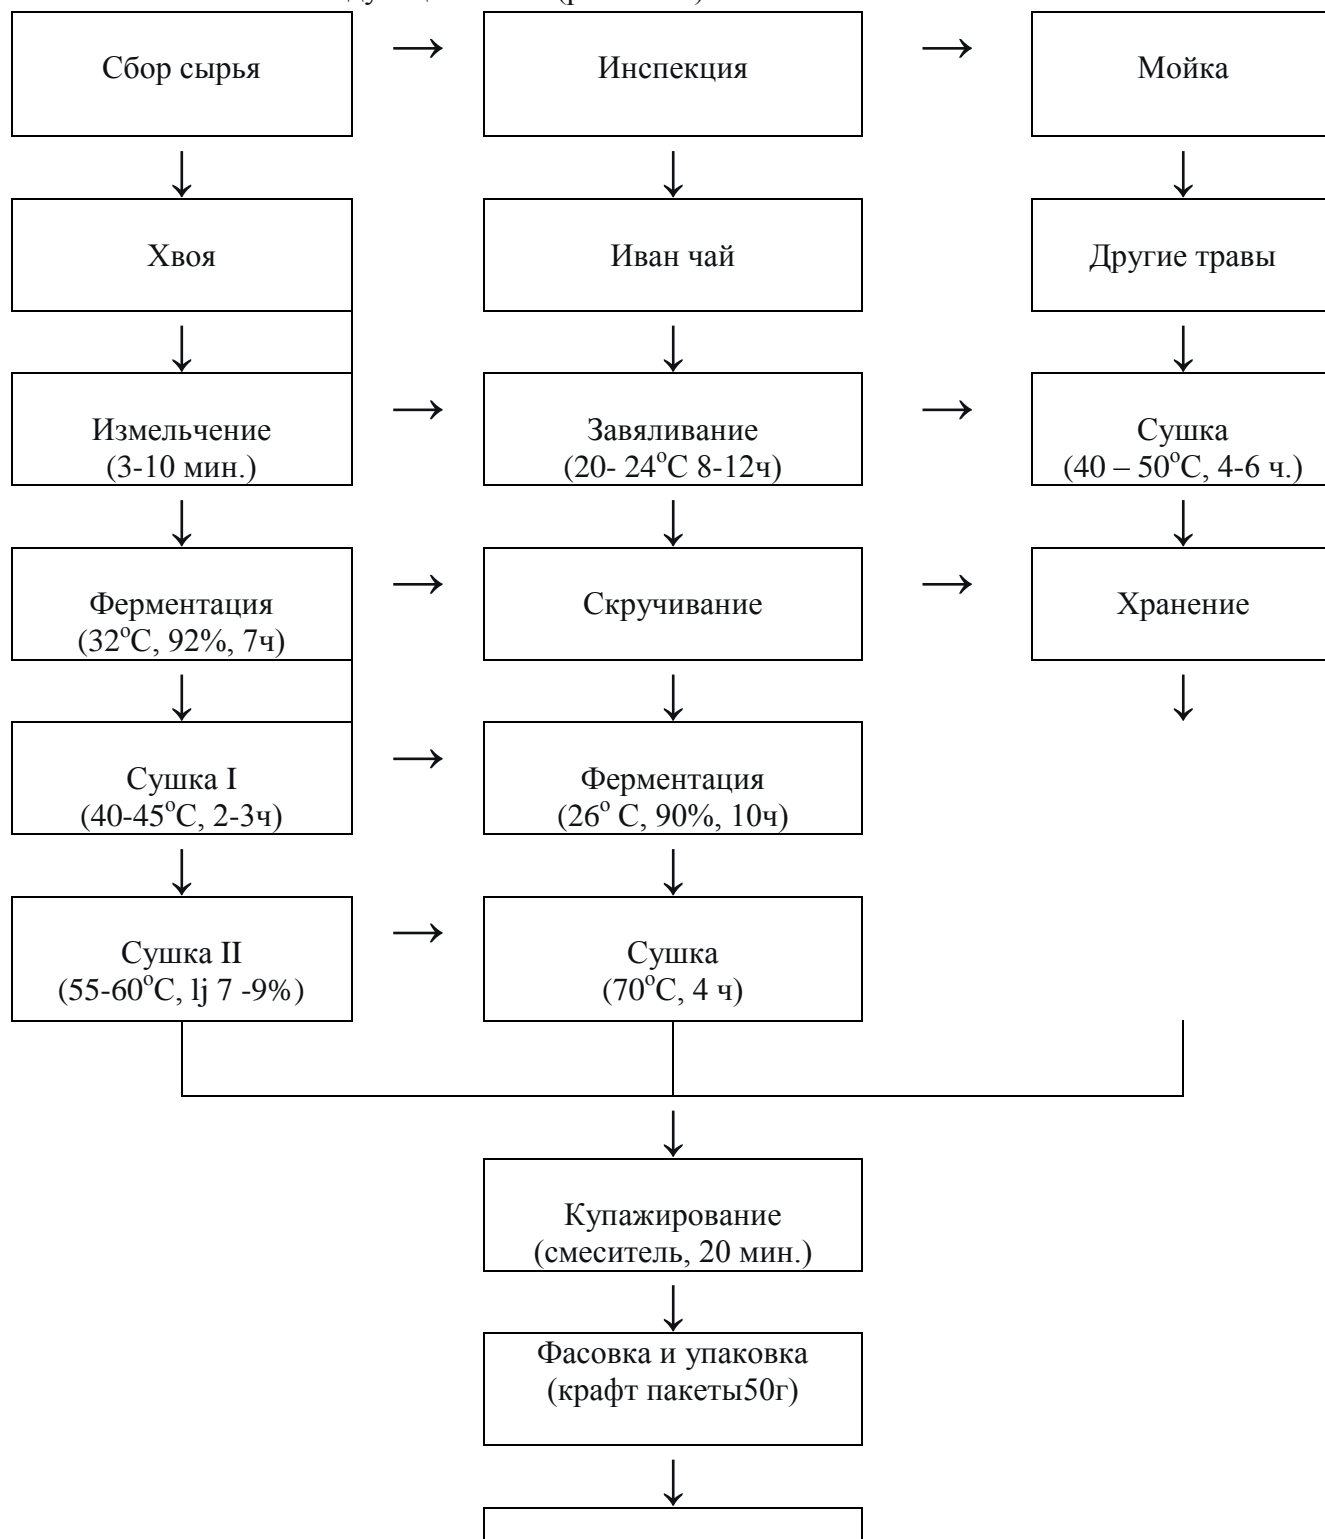 Сбор сырья
Инспекция
Мойка
Хвоя
Иван чай
Другие травы
Измельчение
(3-10 мин.)
Завяливание
(20- 24°С 8-12ч)
Сушка
(40 – 50°С, 4-6 ч.)
Ферментация
(32°С, 92%, 7ч)
Скручивание
Хранение
Сушка I
(40-45°С, 2-3ч)
Ферментация
(26° С, 90%, 10ч)
Сушка II
(55-60°С, lj 7 -9%)
Сушка
(70°С, 4 ч)
Купажирование
(смеситель, 20 мин.)
Фасовка и упаковка
(крафт пакеты50г)